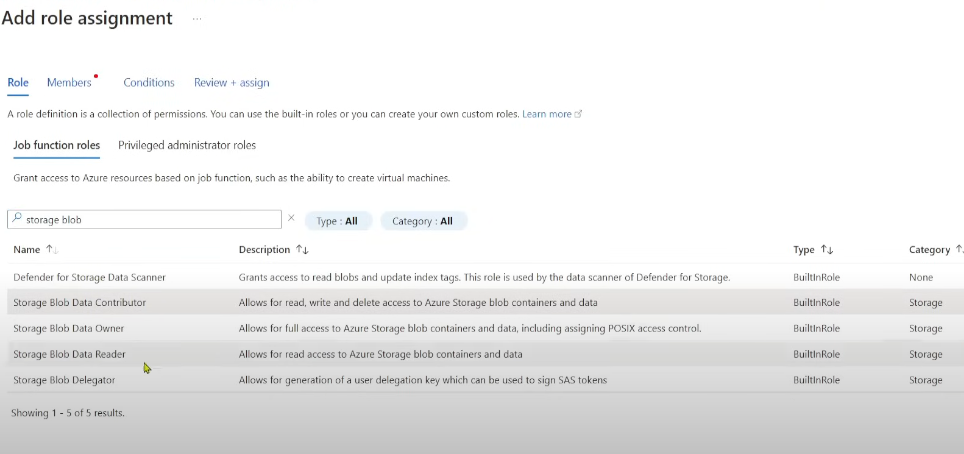 Add role assignment ...
Role Members Conditions Review + assign
A role definition is a collection of permissions. You can use the built-in roles or you can create your own custom roles. Learn more
Job function roles Privileged administrator roles
Grant access to Azure resources based on job function, such as the ability to create virtual machines.
storage blob Type : All Category : All
Name Description Type Category
Defender for Storage Data Scanner Grants access to read blobs and update index tags. This role is used by the data scanner of Defender for Storage. BuiltInRole None
Storage Blob Data Contributor Allows for read, write and delete access to Azure Storage blob containers and data BuiltInRole Storage
Storage Blob Data Owner Allows for full access to Azure Storage blob containers and data, including assigning POSIX access control. BuiltInRole Storage
Storage Blob Data Reader Allows for read access to Azure Storage blob containers and data BuiltInRole Storage
Storage Blob Delegator Allows for generation of a user delegation key which can be used to sign SAS tokens BuiltInRole Storage
Showing 1 - 5 of 5 results.